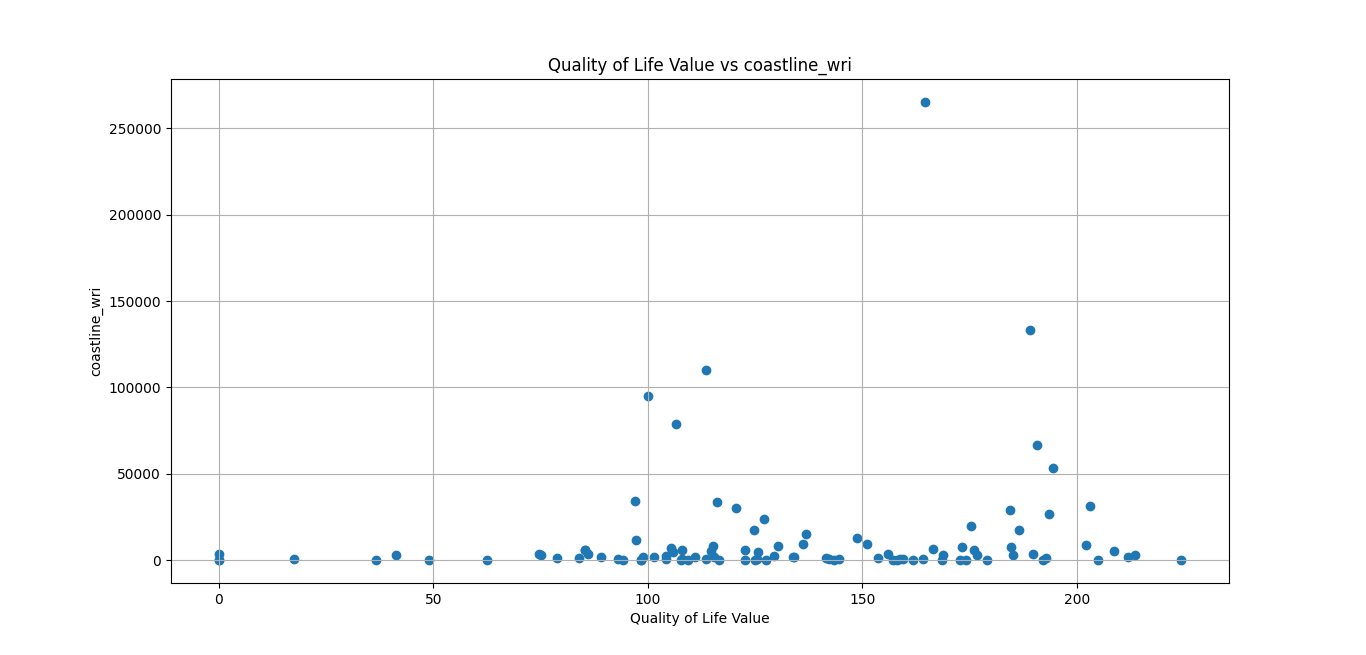 Quality of Life Value vs coastline_wri
250000
200000
150000
100000
50000
0
coastline_wri
0 50 100 150 200
Quality of Life Value